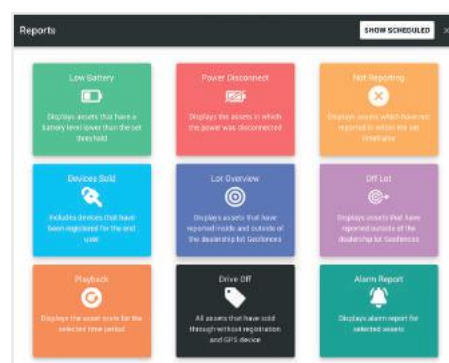 Reports
SHOW SCHEDULED
×
Low Battery
Displays assets that have a
battery level lower than the set
threshold
Power Disconnect
Displays the assets in which
the power was disconnected
Not Reporting
Displays assets which have not
reported in within the set
timeframe
Devices Sold
Includes devices that have
been registered for the end
user
Lot Overview
Displays assets that have
reported inside and outside of
the dealership lot Geofences
Off Lot
Displays assets that have
reported outside of the
dealership lot Geofences
Playback
Displays the asset route for the
selected time period
Drive Off
All assets that have sold
through without registration
and GPS device
Alarm Report
Displays alarm report for
selected assets